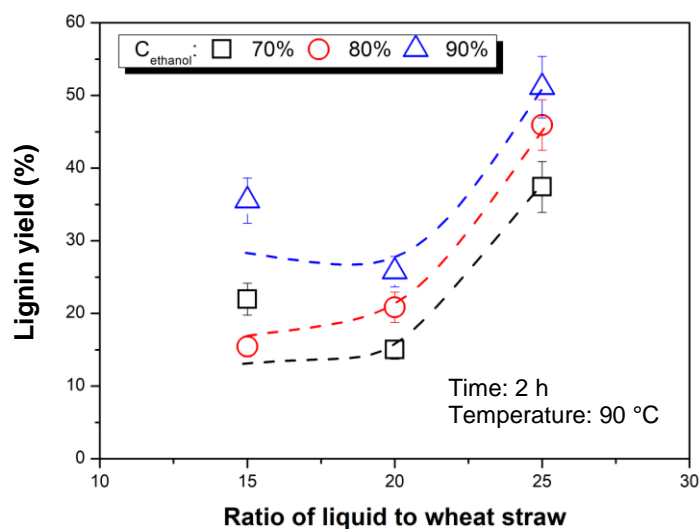 60
50
40
30
20
10
0
Lignin yield (%)
C_ethanol: 70% 80% 90%
Time: 2 h
Temperature: 90 °C
10 15 20 25 30
Ratio of liquid to wheat straw